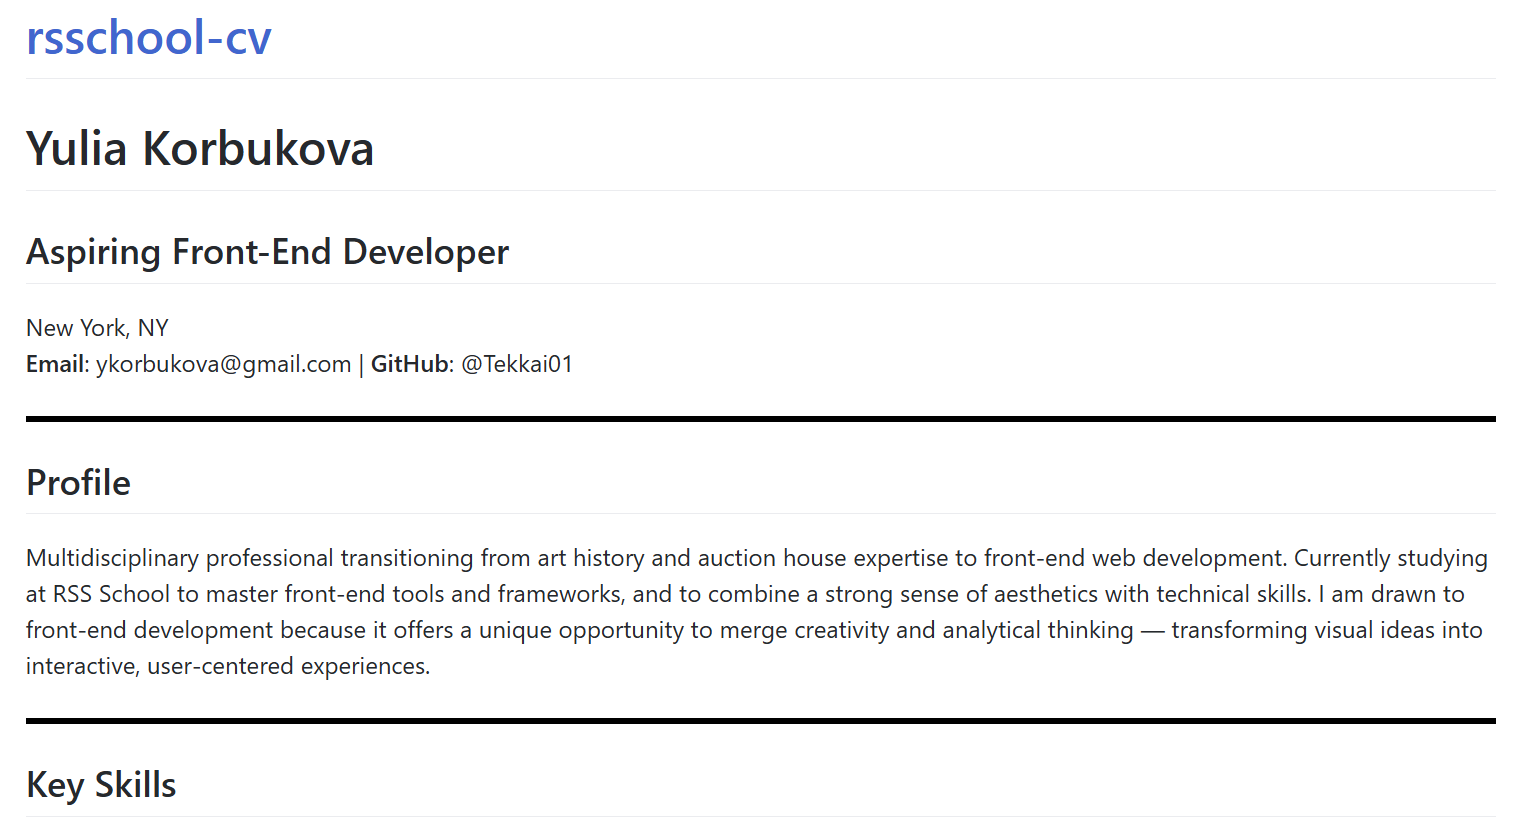 rsschool-cv
Yulia Korbukova
Aspiring Front-End Developer
New York, NY
Email: ykorbukova@gmail.com | GitHub: @Tekkai01
Profile
Multidisciplinary professional transitioning from art history and auction house expertise to front-end web development. Currently studying
at RSS School to master front-end tools and frameworks, and to combine a strong sense of aesthetics with technical skills. I am drawn to
front-end development because it offers a unique opportunity to merge creativity and analytical thinking — transforming visual ideas into
interactive, user-centered experiences.
Key Skills